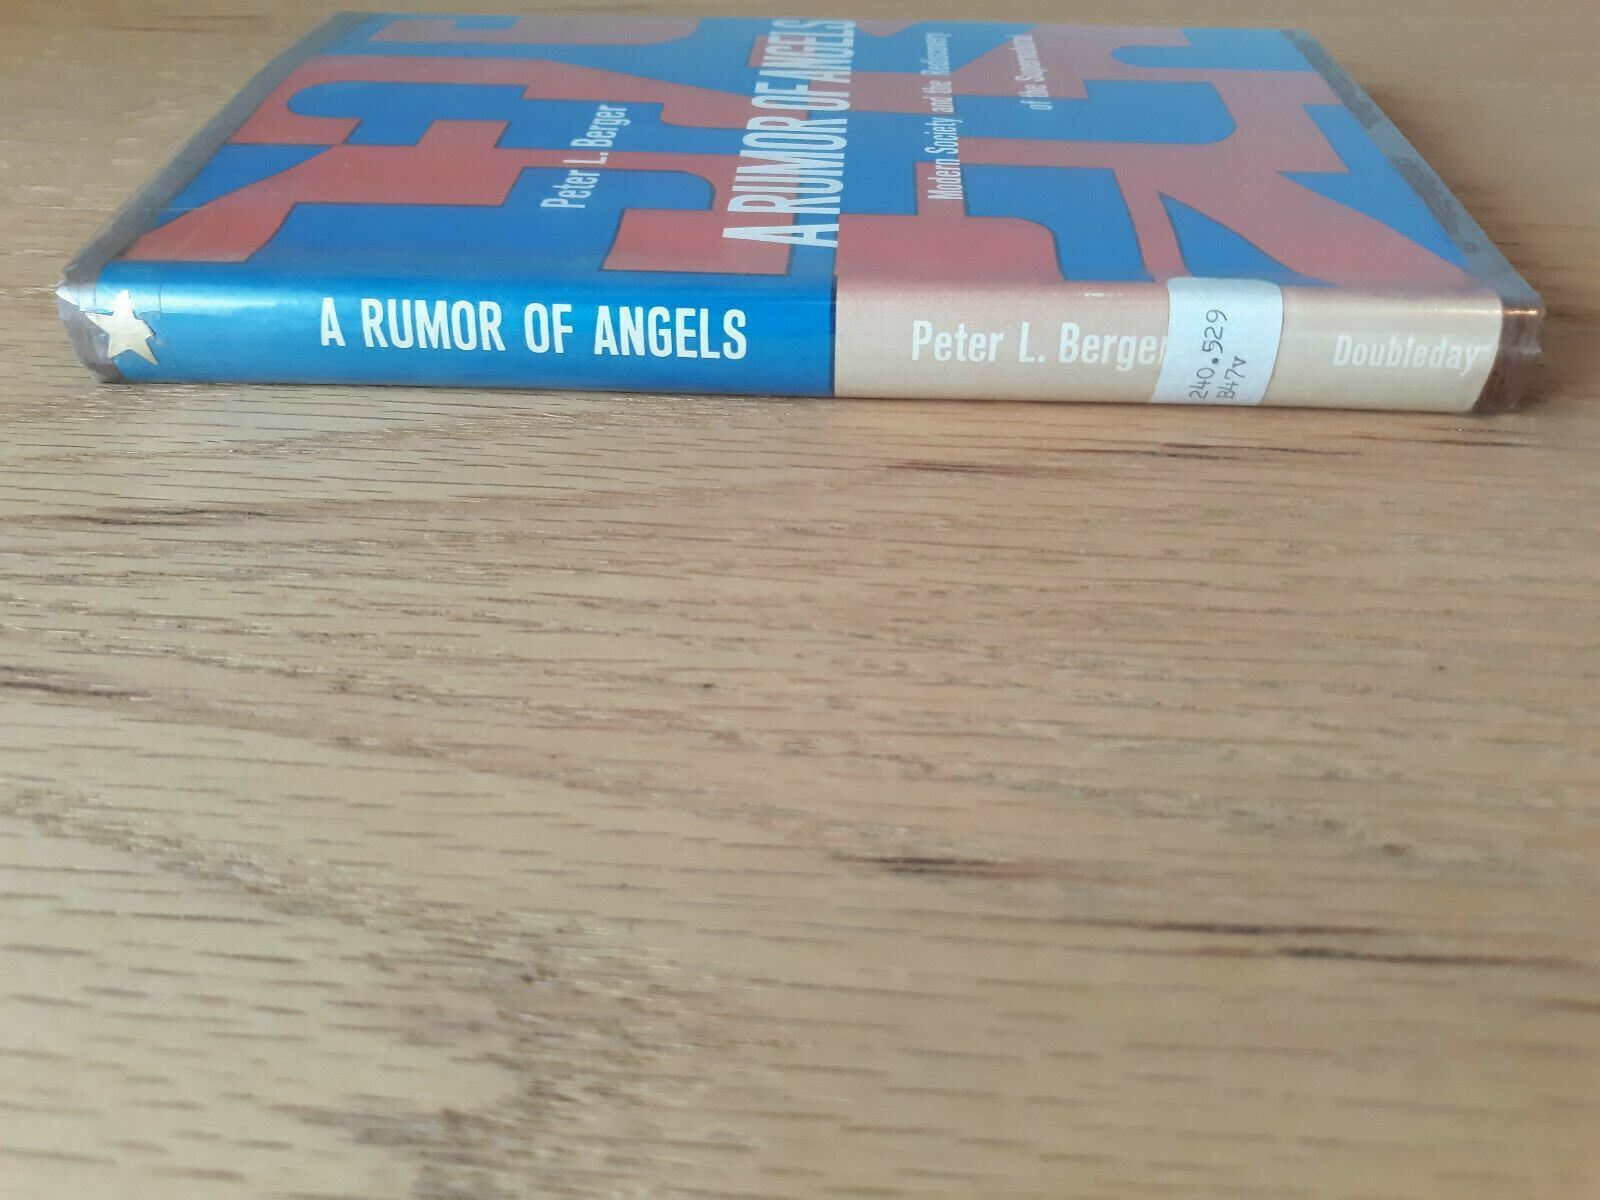 Peter L. Berger
A RUMOR OF ANGELS
Modern Society and the Rediscovery
of the Supernatural
A RUMOR OF ANGELS
Peter L. Berger
240.529
B47v
Doubleday